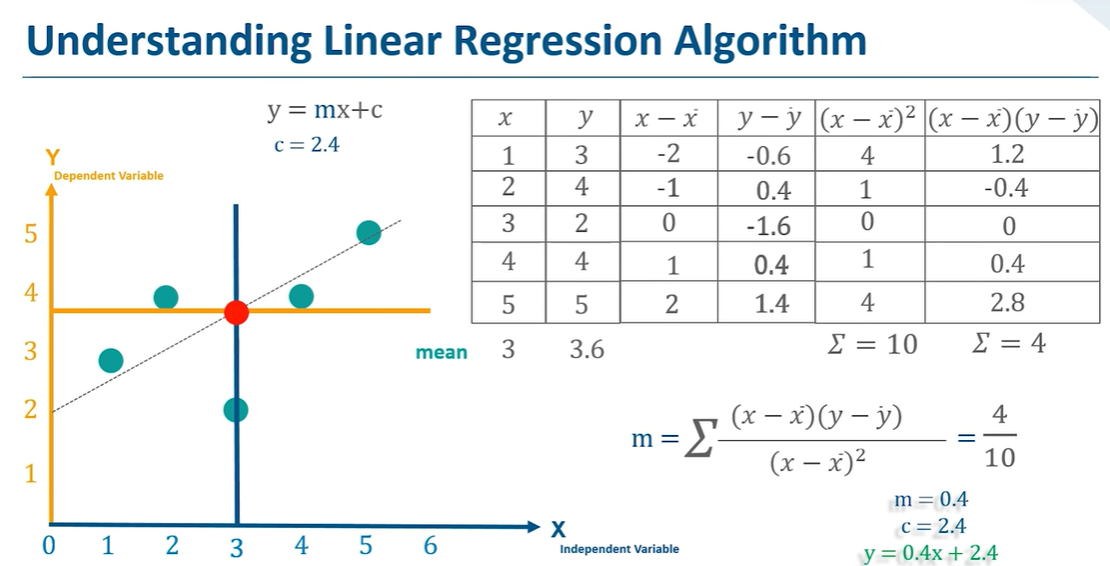 Understanding Linear Regression Algorithm
y = mx+c
c = 2.4
Y
Dependent Variable
5
4
3
2
1
0 1 2 3 4 5 6
X
Independent Variable
x y x − ẋ y − ẏ (x − ẋ)² (x − ẋ)(y − ẏ)
1 3 -2 -0.6 4 1.2
2 4 -1 0.4 1 -0.4
3 2 0 -1.6 0 0
4 4 1 0.4 1 0.4
5 5 2 1.4 4 2.8
mean 3 3.6 Σ = 10 Σ = 4
m = Σ (x − ẋ)(y − ẏ) / (x − ẋ)² = 4 / 10
m = 0.4
c = 2.4
y = 0.4x + 2.4